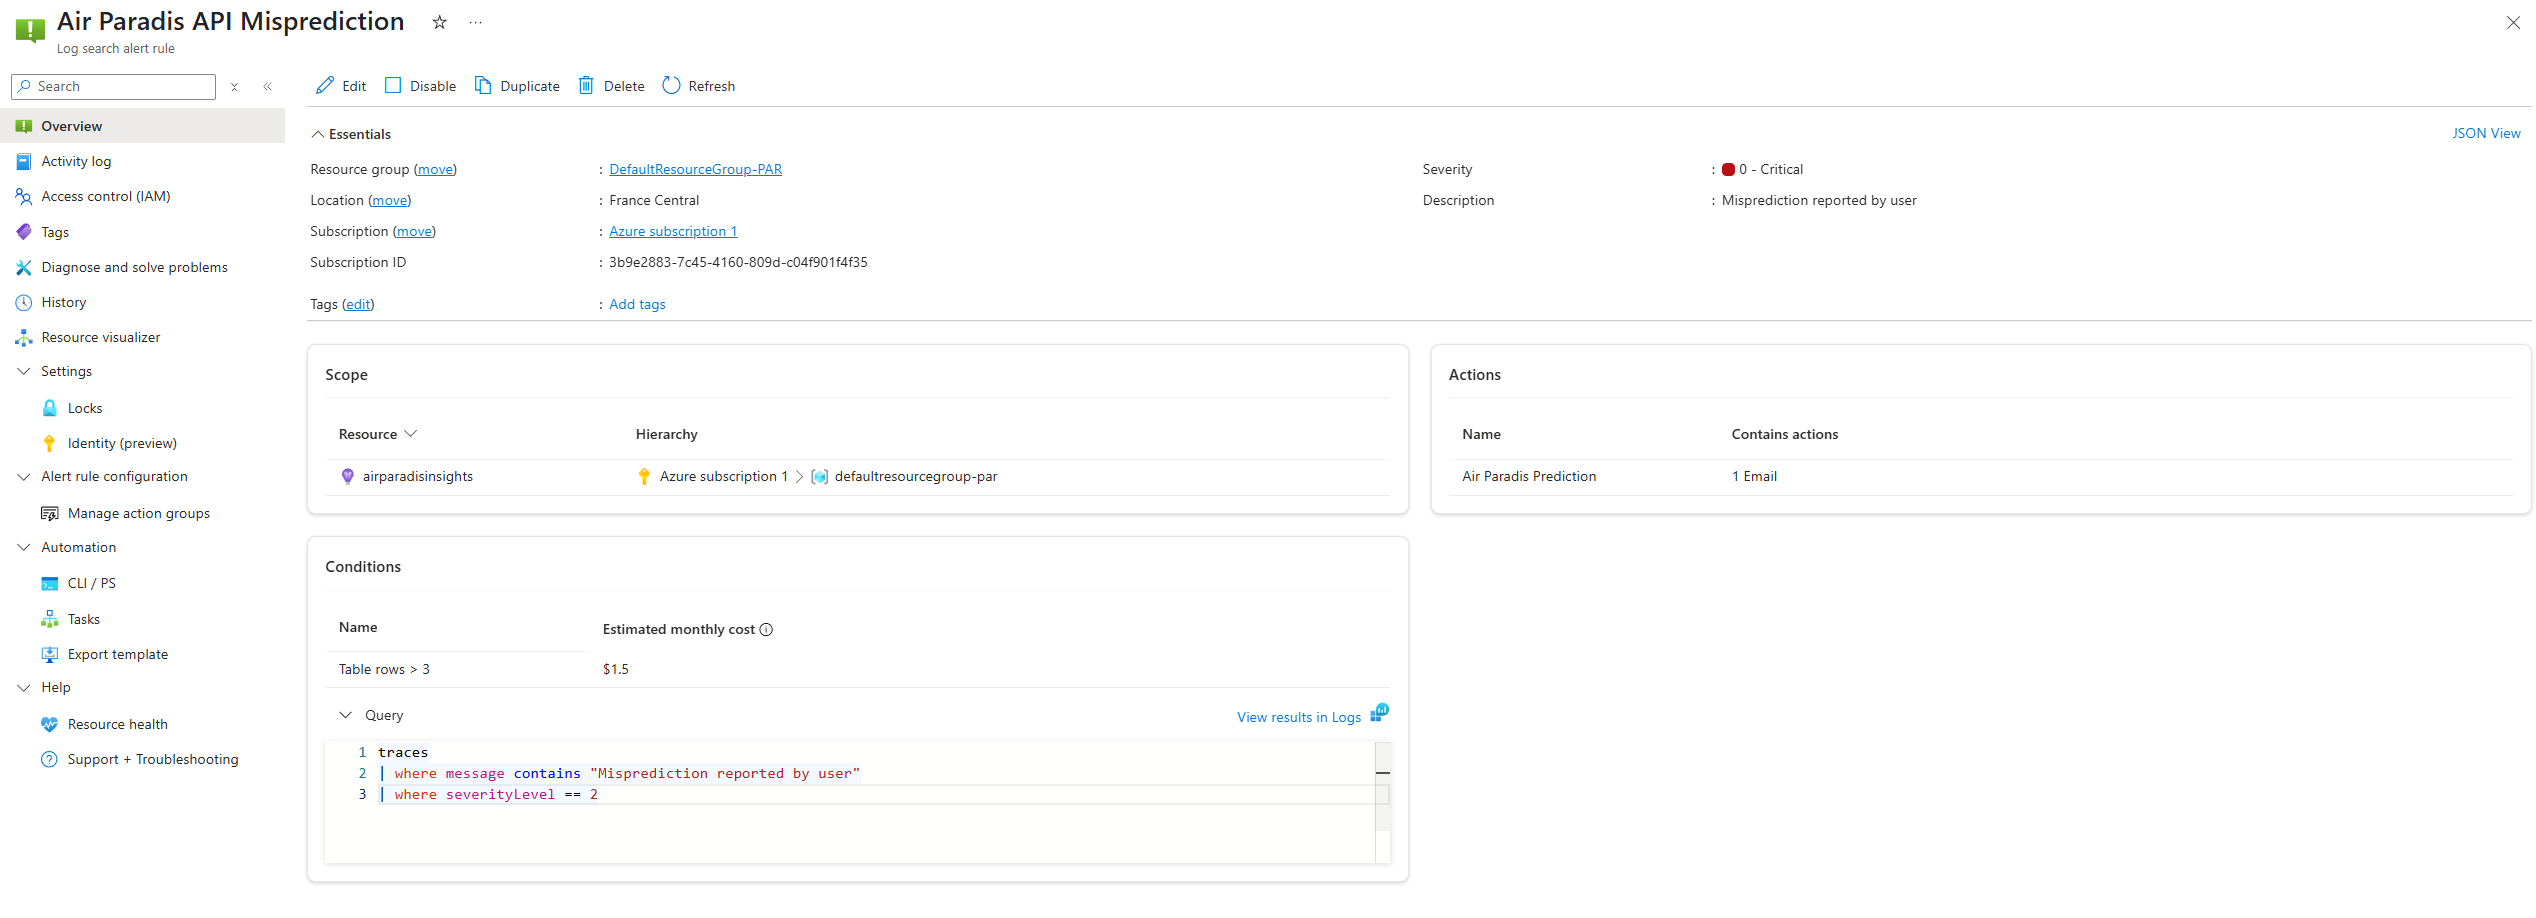 Air Paradis API Misprediction
Log search alert rule
Search
Overview
Activity log
Access control (IAM)
Tags
Diagnose and solve problems
History
Resource visualizer
Settings
Locks
Identity (preview)
Alert rule configuration
Manage action groups
Automation
CLI / PS
Tasks
Export template
Help
Resource health
Support + Troubleshooting
Edit Disable Duplicate Delete Refresh
Essentials JSON View
Resource group (move) : DefaultResourceGroup-PAR
Location (move) : France Central
Subscription (move) : Azure subscription 1
Subscription ID : 3b9e2883-7c45-4160-809d-c04f901f4f35
Tags (edit) : Add tags
Severity : 0 - Critical
Description : Misprediction reported by user
Scope
Resource Hierarchy
airparadisinsights Azure subscription 1 > defaultresourcegroup-par
Actions
Name Contains actions
Air Paradis Prediction 1 Email
Conditions
Name Estimated monthly cost
Table rows > 3 $1.5
Query View results in Logs
1 traces
2 | where message contains "Misprediction reported by user"
3 | where severityLevel == 2